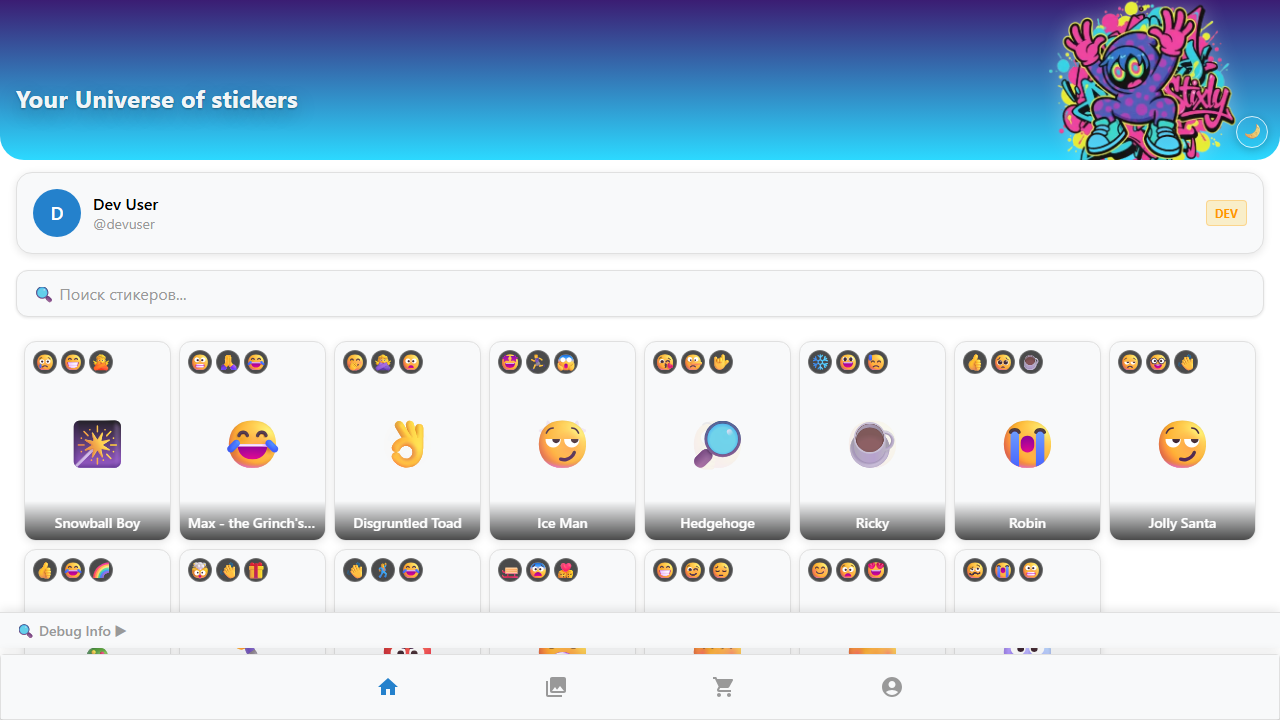 Your Universe of stickers
Stixly
D
Dev User
@devuser
DEV
Поиск стикеров...
Snowball Boy
Max - the Grinch's...
Disgruntled Toad
Ice Man
Hedgehoge
Ricky
Robin
Jolly Santa
Debug Info ▶